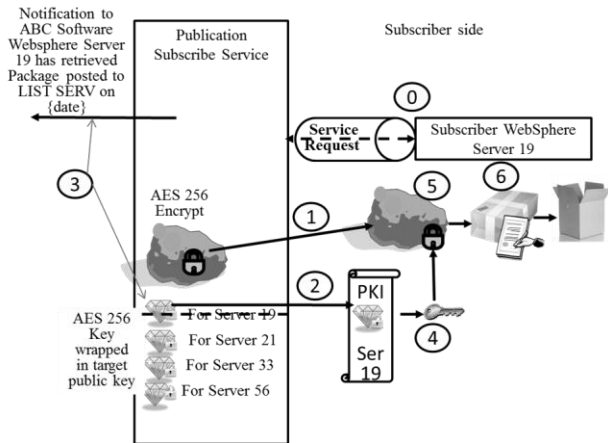 Notification to
ABC Software
Websphere Server
19 has retrieved
Package posted to
LIST SERV on
{date}
Publication
Subscribe Service
Subscriber side
0
Service
Request
Subscriber WebSphere
Server 19
3
AES 256
Encrypt
1
5
6
2
AES 256
Key
wrapped
in target
public key
For Server 19
For Server 21
For Server 33
For Server 56
PKI
Ser
19
4